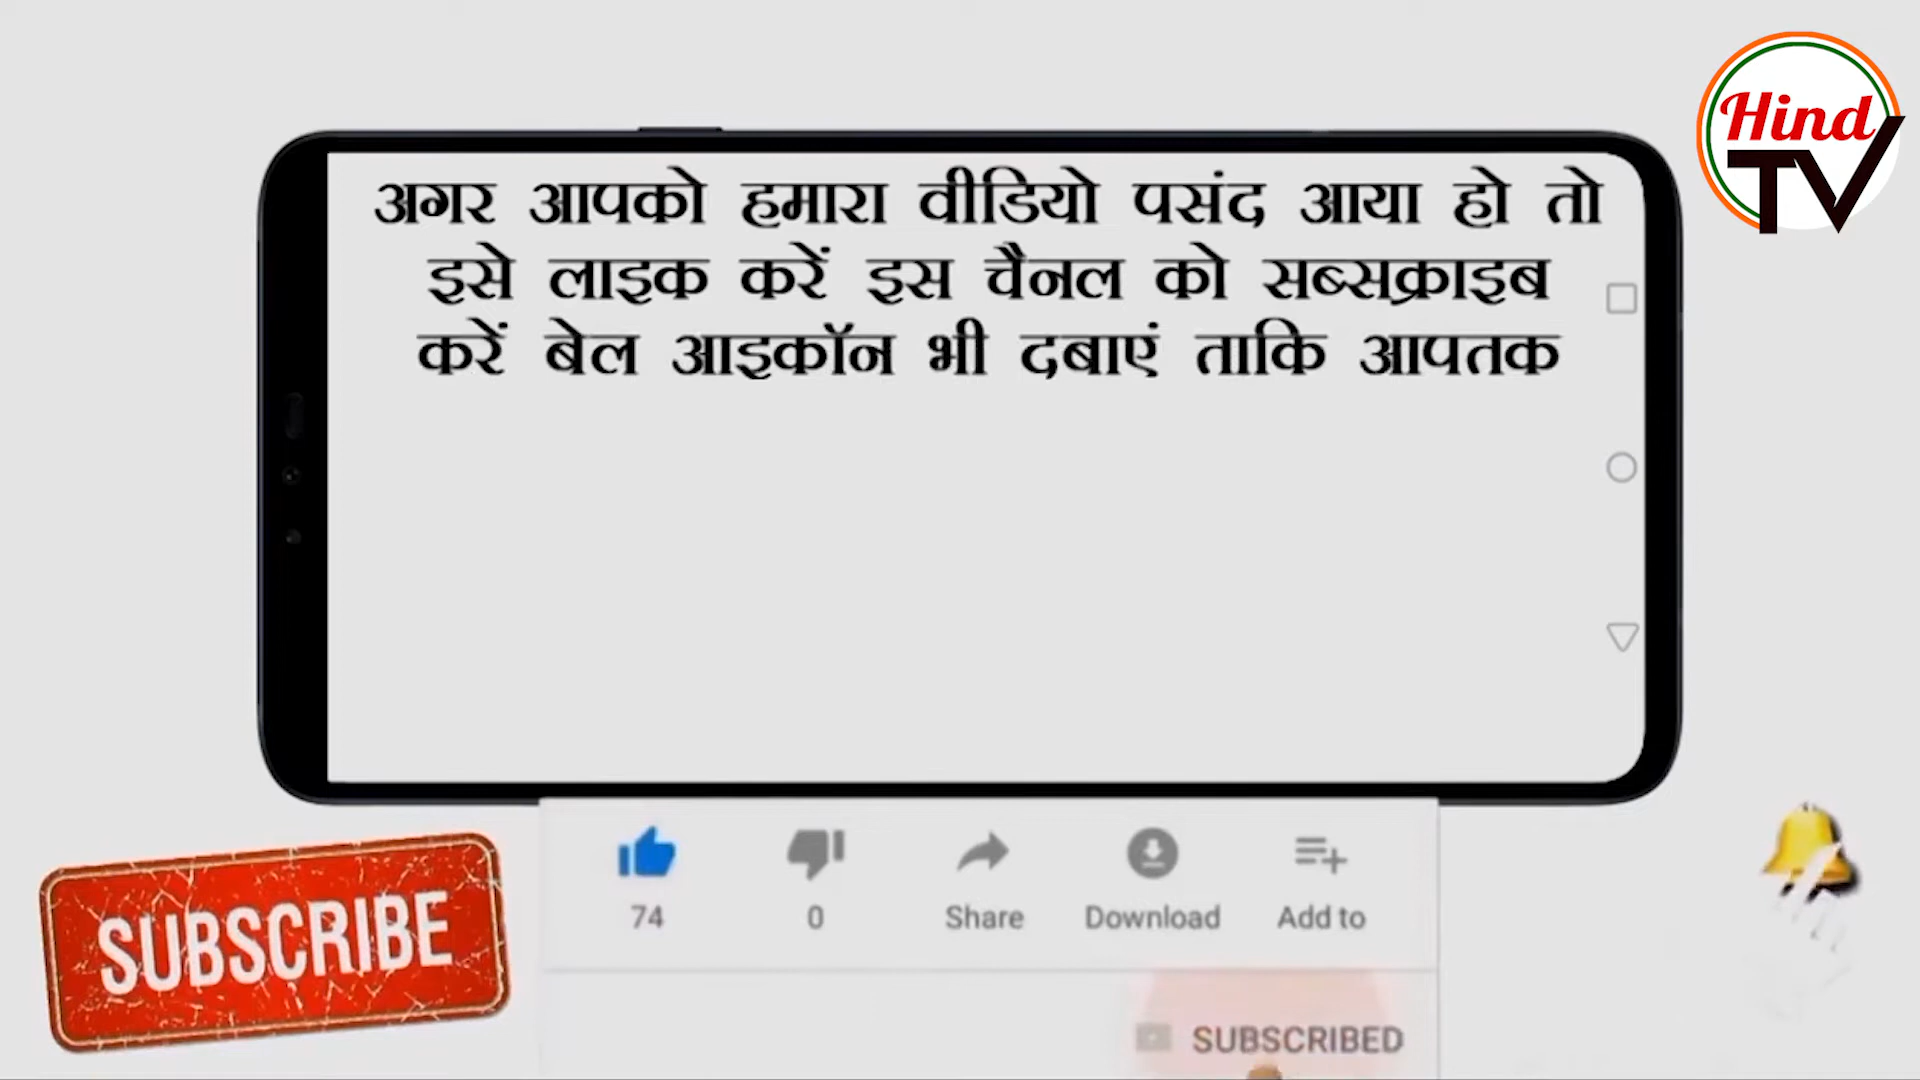 Hind
TV
अगर आपको हमारा वीडियो पसंद आया हो तो
इसे लाइक करें इस चैनल को सब्सक्राइब
करें बेल आइकॉन भी दबाएं ताकि आपतक
74 0 Share Download Add to
SUBSCRIBE
SUBSCRIBED